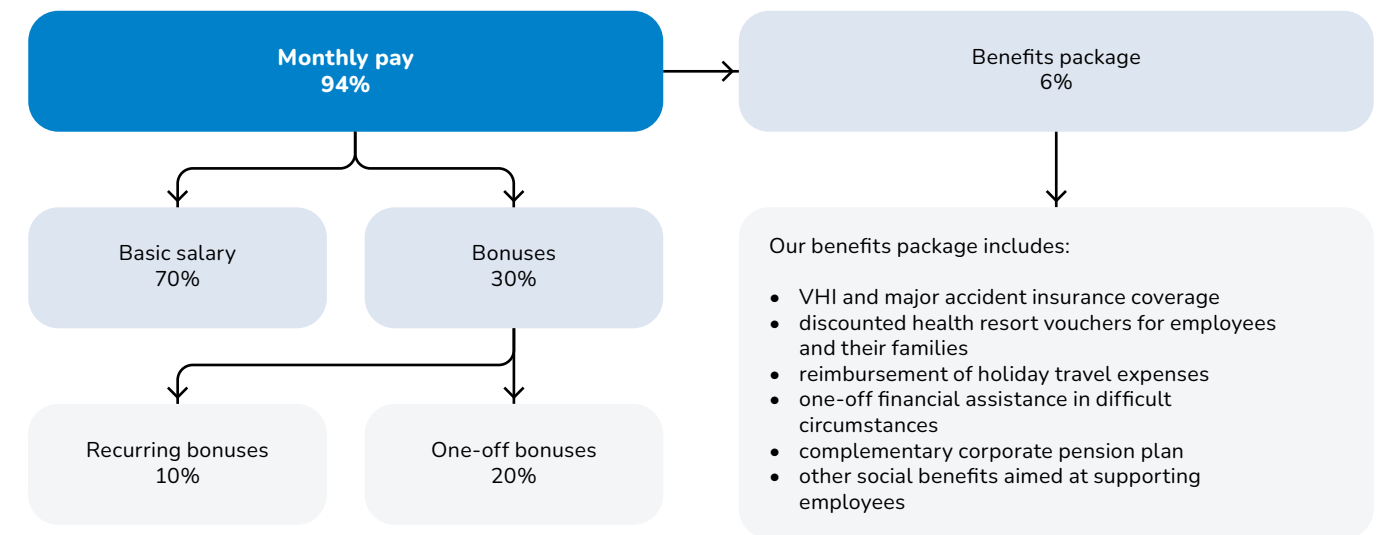 Monthly pay
94%
Benefits package
6%
Basic salary
70%
Bonuses
30%
Recurring bonuses
10%
One-off bonuses
20%
Our benefits package includes:
• VHI and major accident insurance coverage
• discounted health resort vouchers for employees
and their families
• reimbursement of holiday travel expenses
• one-off financial assistance in difficult
circumstances
• complementary corporate pension plan
• other social benefits aimed at supporting
employees